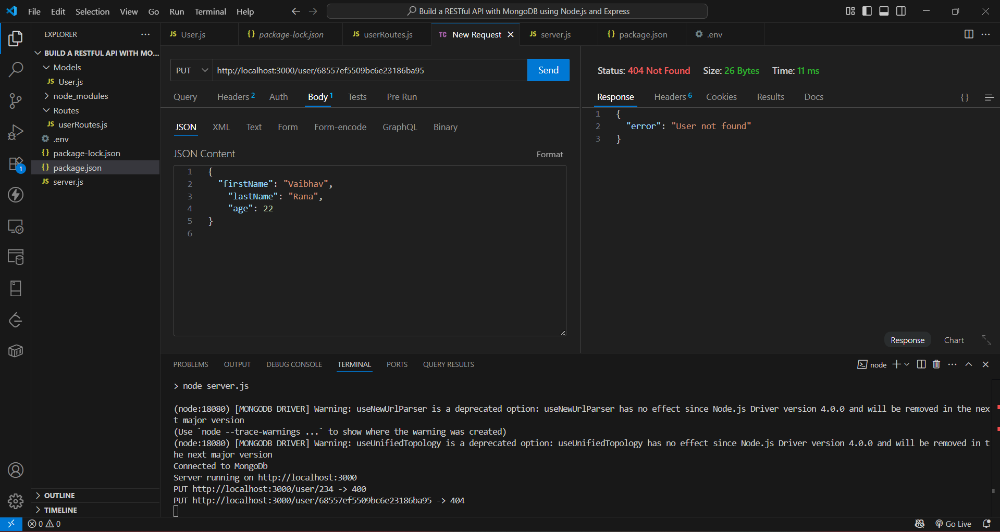 File Edit Selection View Go Run Terminal Help
Build a RESTful API with MongoDB using Node.js and Express
EXPLORER
JS User.js
{} package-lock.json
JS userRoutes.js
TC New Request
JS server.js
{} package.json
.env
BUILD A RESTFUL API WITH MO...
Models
JS User.js
node_modules
Routes
JS userRoutes.js
.env
{} package-lock.json
{} package.json
JS server.js
1
OUTLINE
TIMELINE
PUT http://localhost:3000/user/68557ef5509bc6e23186ba95 Send
Query Headers 2 Auth Body 1 Tests Pre Run
JSON XML Text Form Form-encode GraphQL Binary
JSON Content Format
1 {
2 "firstName": "Vaibhav",
3 "lastName": "Rana",
4 "age": 22
5 }
6
Status: 404 Not Found Size: 26 Bytes Time: 11 ms
Response Headers 6 Cookies Results Docs {}
1 {
2 "error": "User not found"
3 }
Response Chart
PROBLEMS OUTPUT DEBUG CONSOLE TERMINAL PORTS QUERY RESULTS
node
> node server.js
(node:18080) [MONGODB DRIVER] Warning: useNewUrlParser is a deprecated option: useNewUrlParser has no effect since Node.js Driver version 4.0.0 and will be removed in the nex
t major version
(Use `node --trace-warnings ...` to show where the warning was created)
(node:18080) [MONGODB DRIVER] Warning: useUnifiedTopology is a deprecated option: useUnifiedTopology has no effect since Node.js Driver version 4.0.0 and will be removed in t
he next major version
Connected to MongoDb
Server running on http://localhost:3000
PUT http://localhost:3000/user/234 -> 400
PUT http://localhost:3000/user/68557ef5509bc6e23186ba95 -> 404
0 0
Go Live